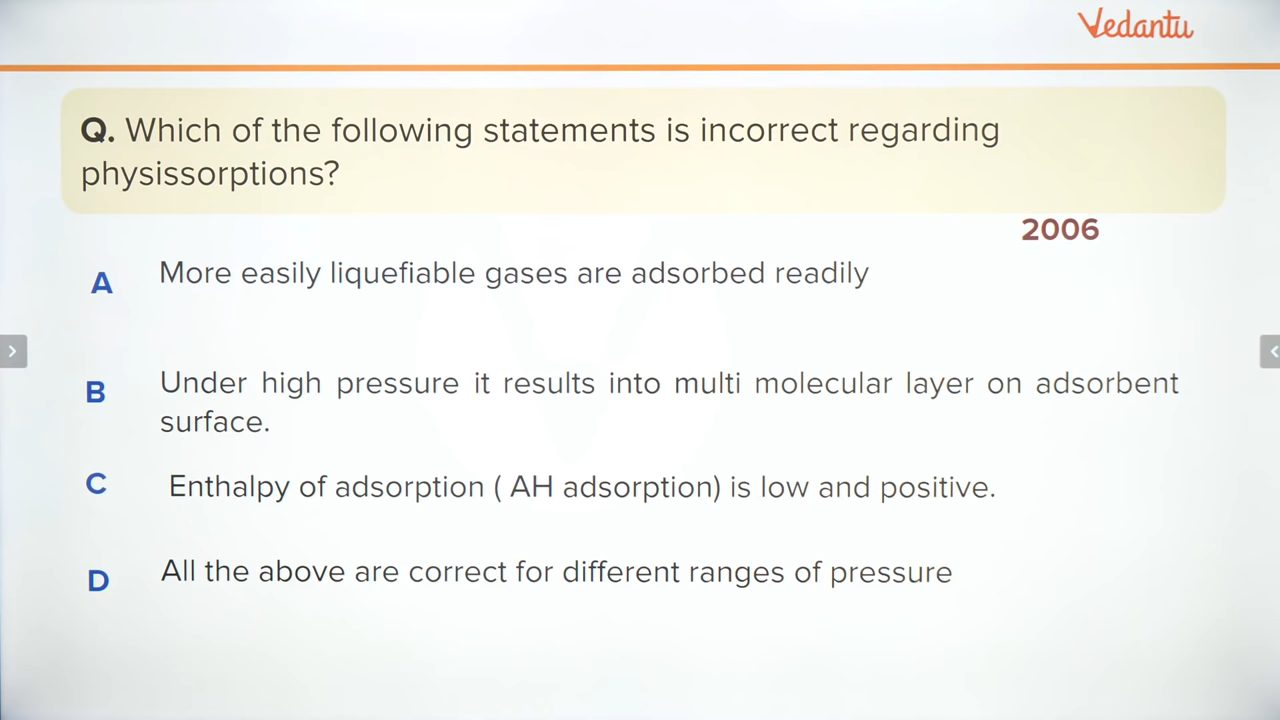 Vedantu
Q. Which of the following statements is incorrect regarding
physissorptions?
2006
A More easily liquefiable gases are adsorbed readily
B Under high pressure it results into multi molecular layer on adsorbent
surface.
C Enthalpy of adsorption ( AH adsorption) is low and positive.
D All the above are correct for different ranges of pressure